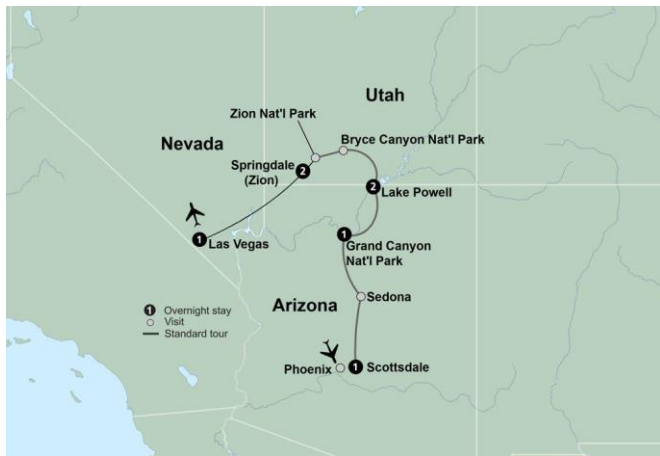 Utah
Zion Nat'l Park
Nevada
Bryce Canyon Nat'l Park
Springdale
(Zion)
2
2
Lake Powell
1
Las Vegas
1
Grand Canyon
Nat'l Park
Arizona
Sedona
1 Overnight stay
Visit
Standard tour
Phoenix
1
Scottsdale